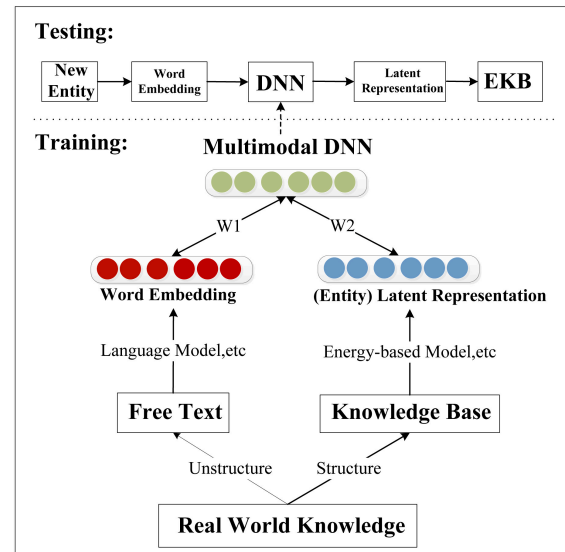 Testing:
New
Entity
Word
Embedding
DNN
Latent
Representation
EKB
Training:
Multimodal DNN
W1
W2
Word Embedding
(Entity) Latent Representation
Language Model,etc
Energy-based Model,etc
Free Text
Knowledge Base
Unstructure
Structure
Real World Knowledge